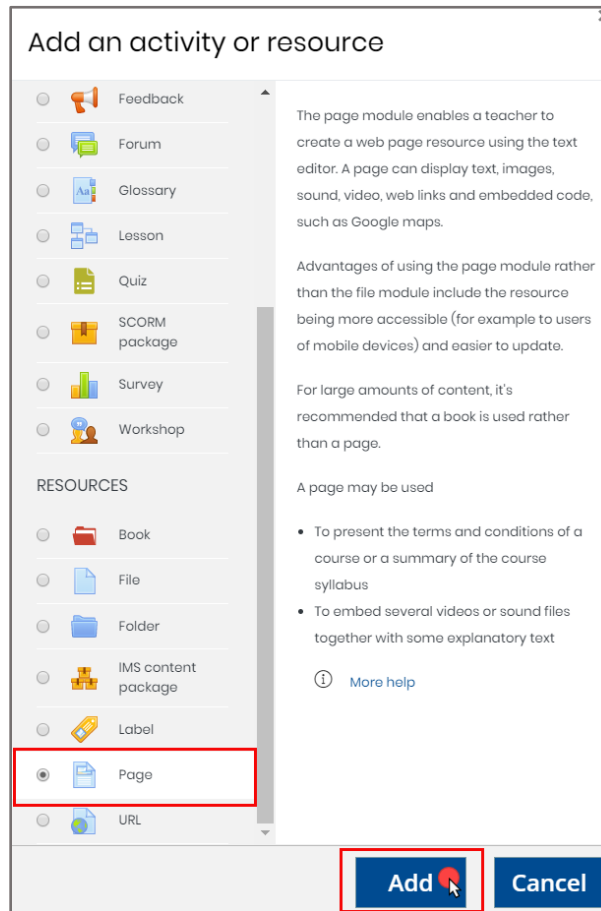 Add an activity or resource
Feedback
Forum
Glossary
Lesson
Quiz
SCORM
package
Survey
Workshop
RESOURCES
Book
File
Folder
IMS content
package
Label
Page
URL
The page module enables a teacher to
create a web page resource using the text
editor. A page can display text, images,
sound, video, web links and embedded code,
such as Google maps.
Advantages of using the page module rather
than the file module include the resource
being more accessible (for example to users
of mobile devices) and easier to update.
For large amounts of content, it's
recommended that a book is used rather
than a page.
A page may be used
• To present the terms and conditions of a
course or a summary of the course
syllabus
• To embed several videos or sound files
together with some explanatory text
More help
Add
Cancel